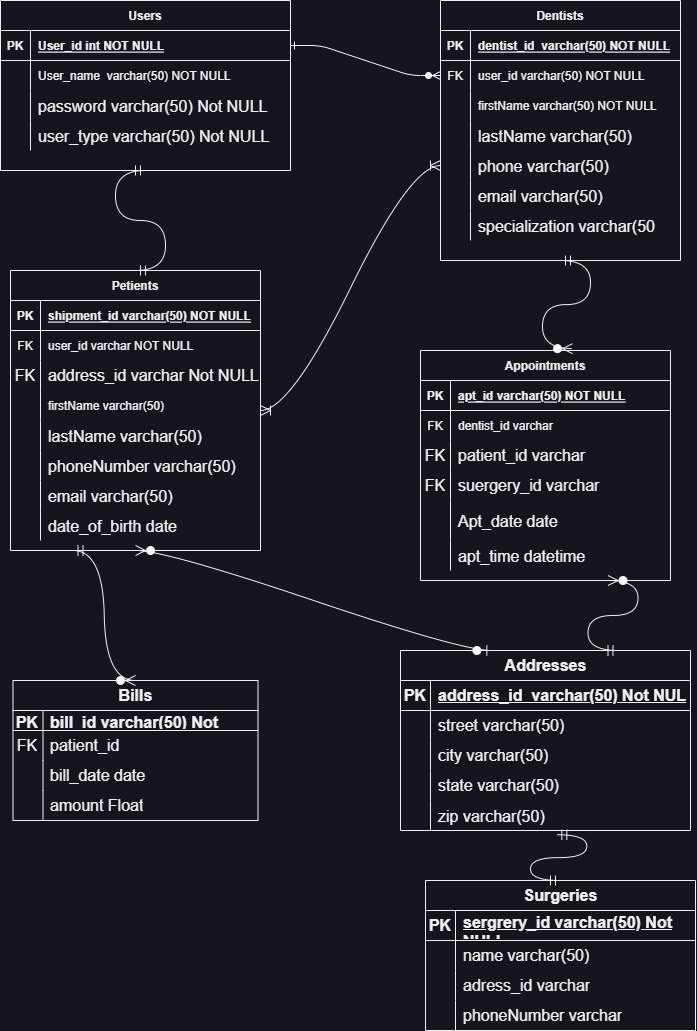 Users
PK User_id int NOT NULL
User_name varchar(50) NOT NULL
password varchar(50) Not NULL
user_type varchar(50) Not NULL
Dentists
PK dentist_id varchar(50) NOT NULL
FK user_id varchar(50) NOT NULL
firstName varchar(50) NOT NULL
lastName varchar(50)
phone varchar(50)
email varchar(50)
specialization varchar(50
Petients
PK shipment_id varchar(50) NOT NULL
FK user_id varchar NOT NULL
FK address_id varchar Not NULL
firstName varchar(50)
lastName varchar(50)
phoneNumber varchar(50)
email varchar(50)
date_of_birth date
Appointments
PK apt_id varchar(50) NOT NULL
FK dentist_id varchar
FK patient_id varchar
FK suergery_id varchar
Apt_date date
apt_time datetime
Bills
PK bill_id varchar(50) Not
FK patient_id
bill_date date
amount Float
Addresses
PK address_id varchar(50) Not NUL
street varchar(50)
city varchar(50)
state varchar(50)
zip varchar(50)
Surgeries
PK sergrery_id varchar(50) Not
NULL
name varchar(50)
adress_id varchar
phoneNumber varchar